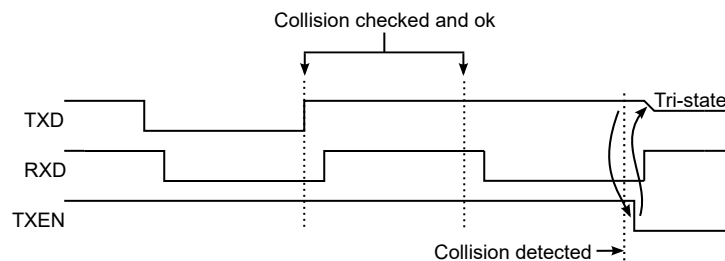 Collision checked and ok
Tri-state
TXD
RXD
TXEN
Collision detected